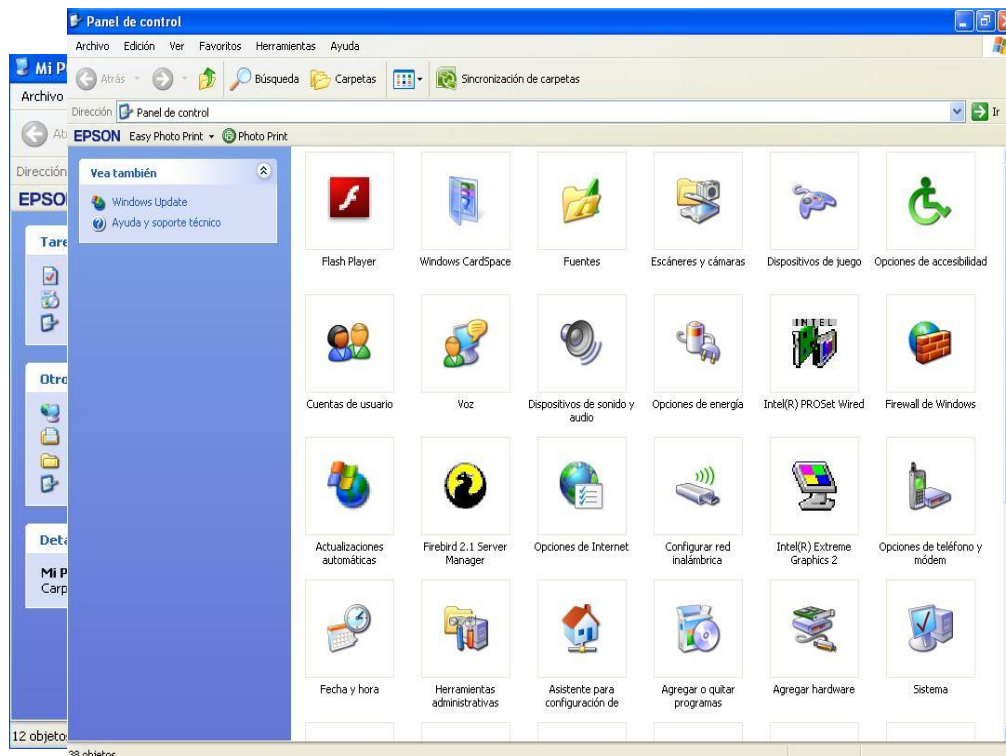 Panel de control
Archivo Edición Ver Favoritos Herramientas Ayuda
Atrás Búsqueda Carpetas Sincronización de carpetas
Dirección Panel de control Ir
EPSON Easy Photo Print Photo Print
Vea también
Windows Update
Ayuda y soporte técnico
Flash Player Windows CardSpace Fuentes Escáneres y cámaras Dispositivos de juego Opciones de accesibilidad
INTEL
Cuentas de usuario Voz Dispositivos de sonido y Opciones de energía Intel(R) PROSet Wired Firewall de Windows
audio
Actualizaciones Firebird 2.1 Server Opciones de Internet Configurar red Intel(R) Extreme Opciones de teléfono y
automáticas Manager inalámbrica Graphics 2 módem
Fecha y hora Herramientas Asistente para Agregar o quitar Agregar hardware Sistema
administrativas configuración de programas
38 objetos
Mi P
Archivo
At
Dirección
EPSO
Tare
Otro
Deta
Mi P
Carp
12 objeto